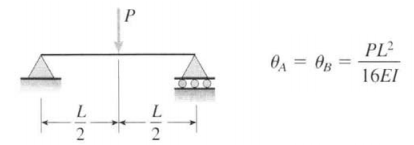 P
L/2 L/2
θ_A = θ_B = PL²/16EI